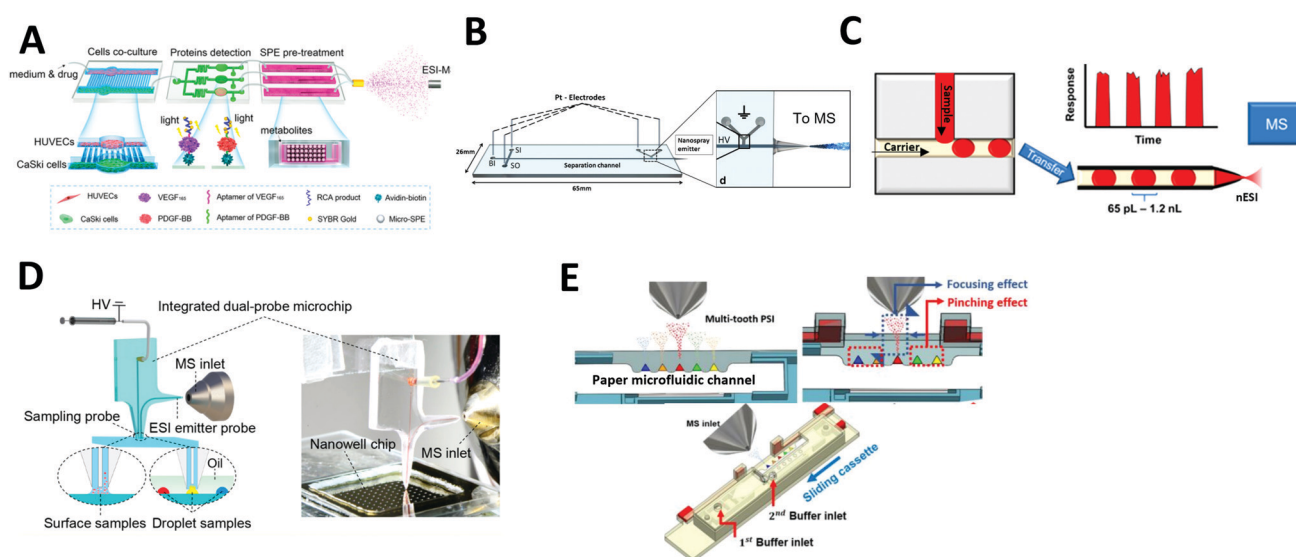 A
Cells co-culture
Proteins detection
SPE pre-treatment
medium & drug
ESI-M
light
light
metabolites
HUVECs
CaSki cells
HUVECs
VEGF165
Aptamer of VEGF165
RCA product
Avidin-biotin
CaSki cells
PDGF-BB
Aptamer of PDGF-BB
SYBR Gold
Micro-SPE
B
Pt - Electrodes
26mm
BI
SI
SO
Separation channel
65mm
Nanospray
emitter
HV
d
To MS
C
Sample
Carrier
Response
Time
Transfer
MS
65 pL – 1.2 nL
nESI
D
HV
Integrated dual-probe microchip
MS inlet
Sampling probe
ESI emitter probe
Oil
Surface samples
Droplet samples
Nanowell chip
MS inlet
E
Multi-tooth PSI
Paper microfluidic channel
Focusing effect
Pinching effect
MS inlet
Sliding cassette
2nd Buffer inlet
1st Buffer inlet